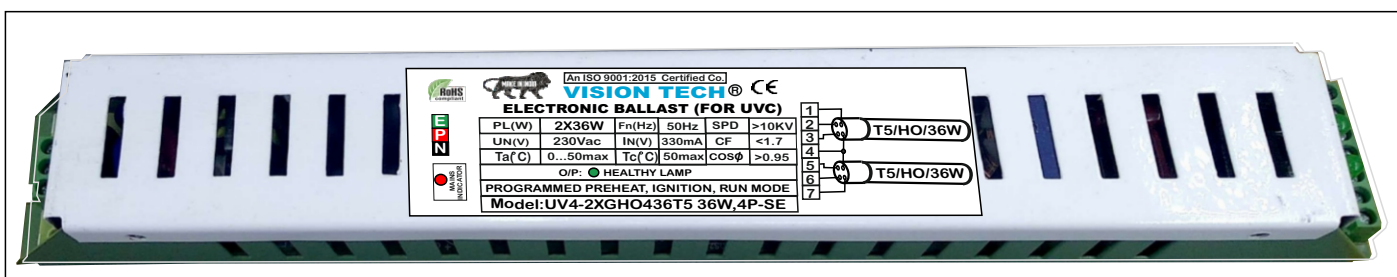 RoHS
compliant
MADE IN INDIA
An ISO 9001:2015 Certified Co.
VISION TECH® CE
ELECTRONIC BALLAST (FOR UVC)
E
P
N
MAINS
INDICATOR
PL(W) 2X36W Fn(Hz) 50Hz SPD >10KV
UN(V) 230Vac IN(V) 330mA CF <1.7
Ta(°C) 0...50max Tc(°C) 50max COSϕ >0.95
O/P: HEALTHY LAMP
PROGRAMMED PREHEAT, IGNITION, RUN MODE
Model:UV4-2XGHO436T5 36W,4P-SE
1
2
3
4
5
6
7
T5/HO/36W
T5/HO/36W